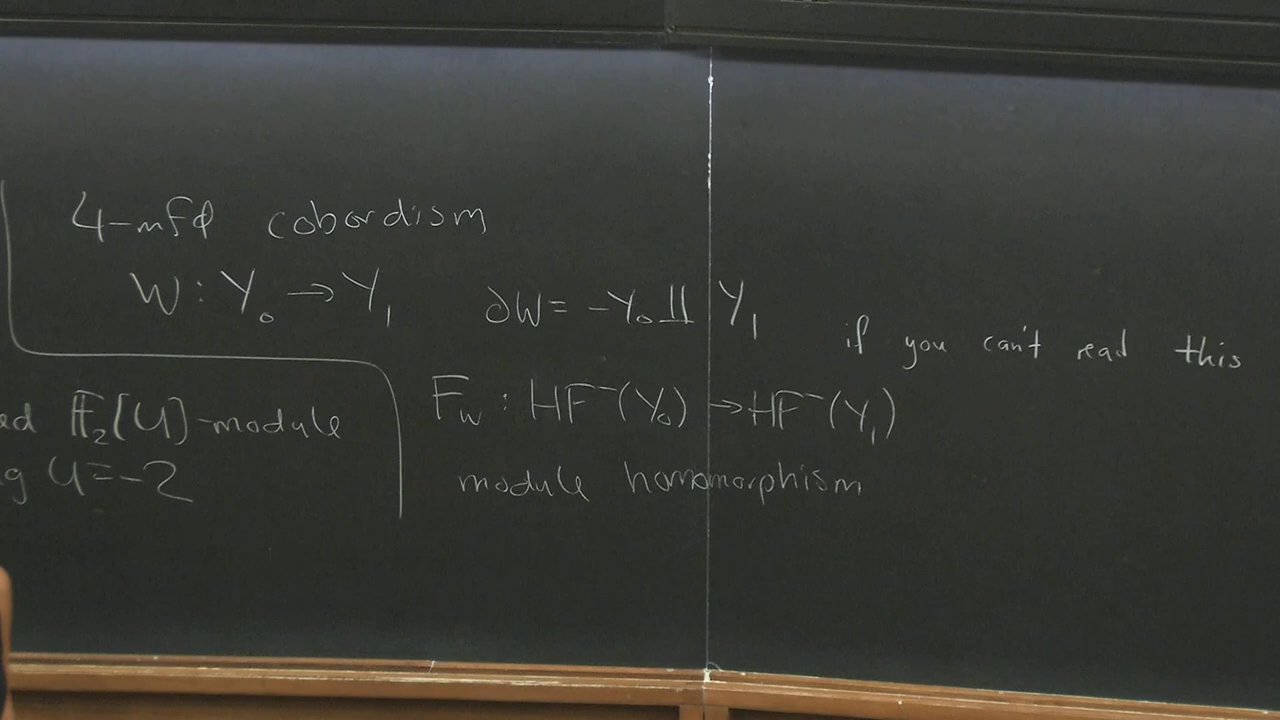 4-mfd cobordism
W: Y₀ → Y₁ ∂W = -Y₀ ⨿ Y₁
if you can't read this
𝔽₂[U]-module
U=-2
F_W : HF⁻(Y₀) → HF⁻(Y₁)
module homomorphism